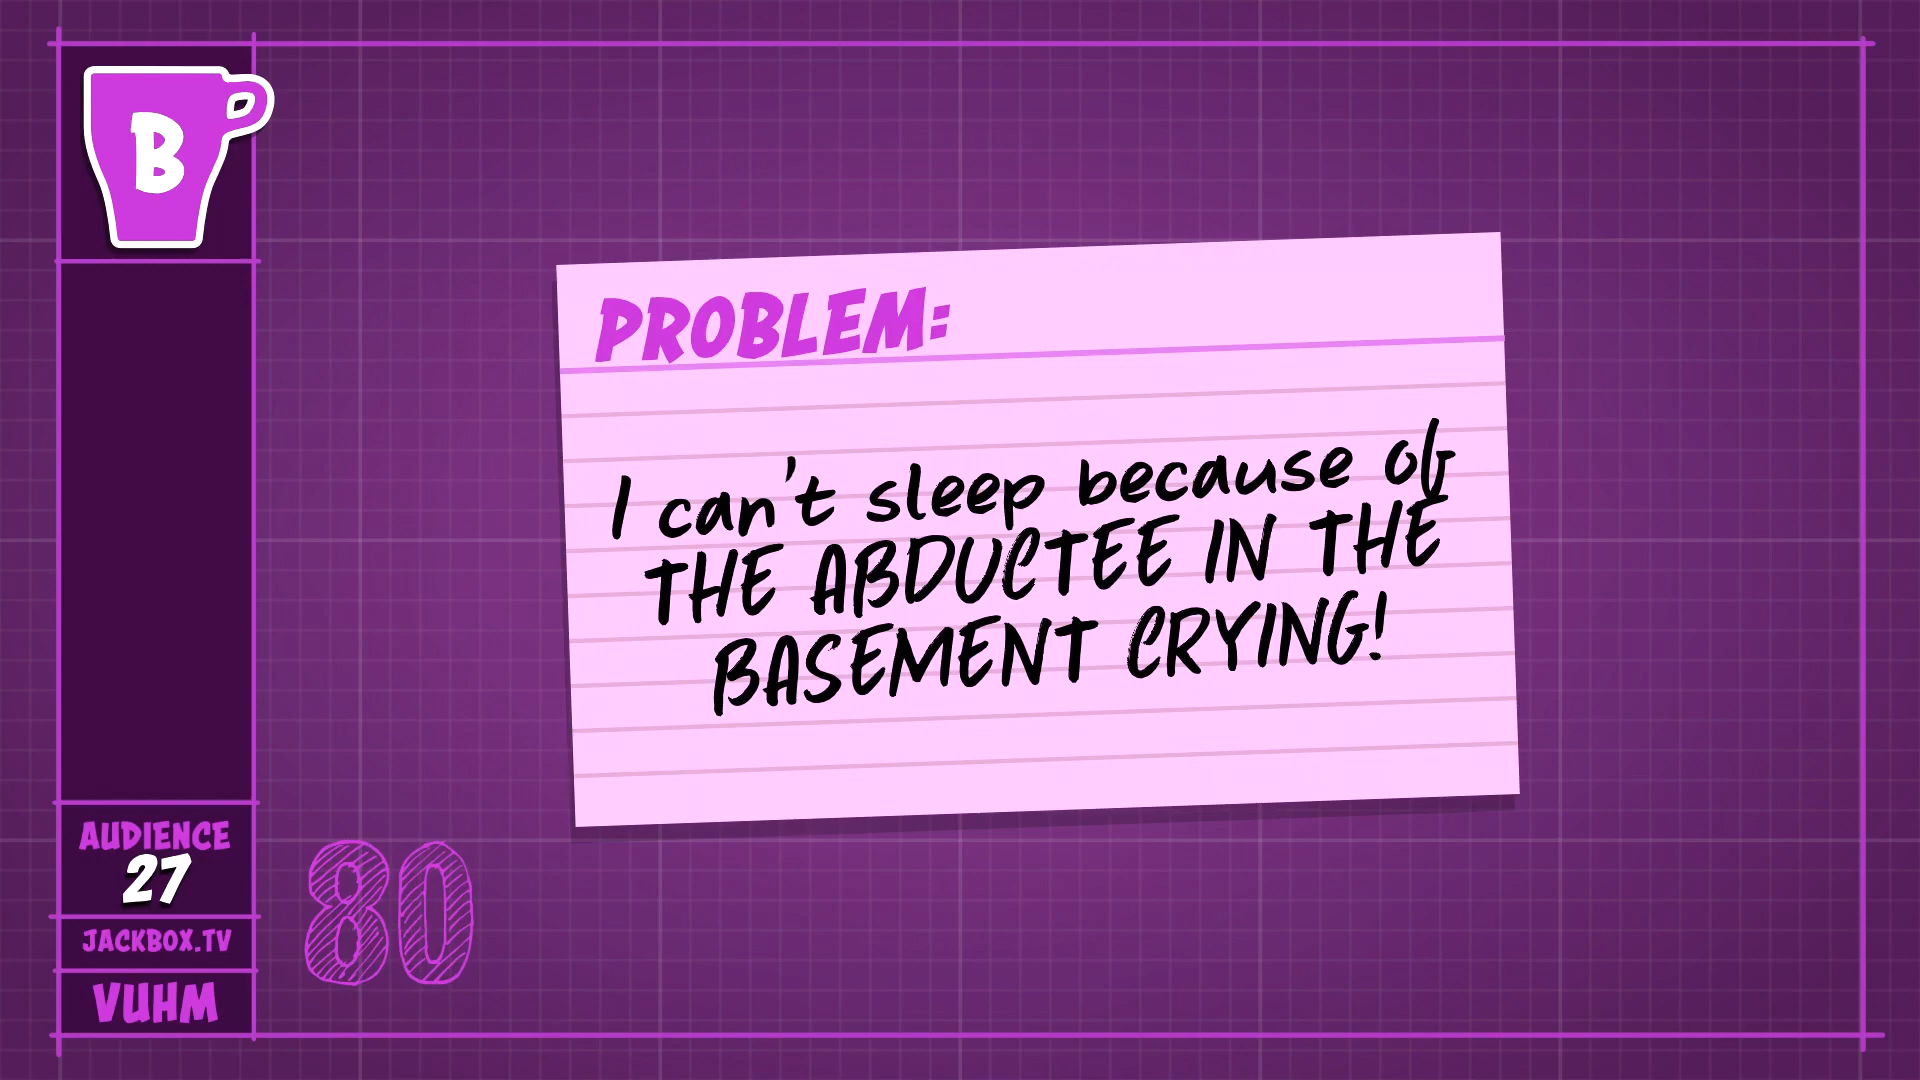 B
PROBLEM:
I can't sleep because of
THE ABDUCTEE IN THE
BASEMENT CRYING!
AUDIENCE
27
JACKBOX.TV
VUHM
80